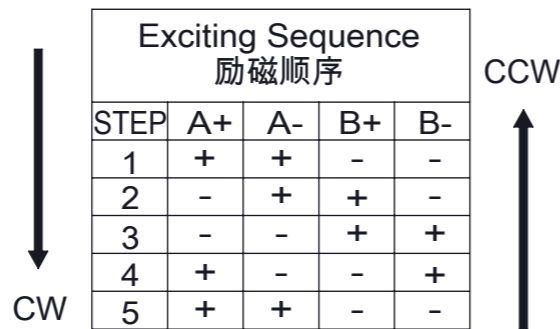 Exciting Sequence
励磁顺序
CCW
STEP A+ A- B+ B-
1 + + - -
2 - + + -
3 - - + +
4 + - - +
5 + + - -
CW